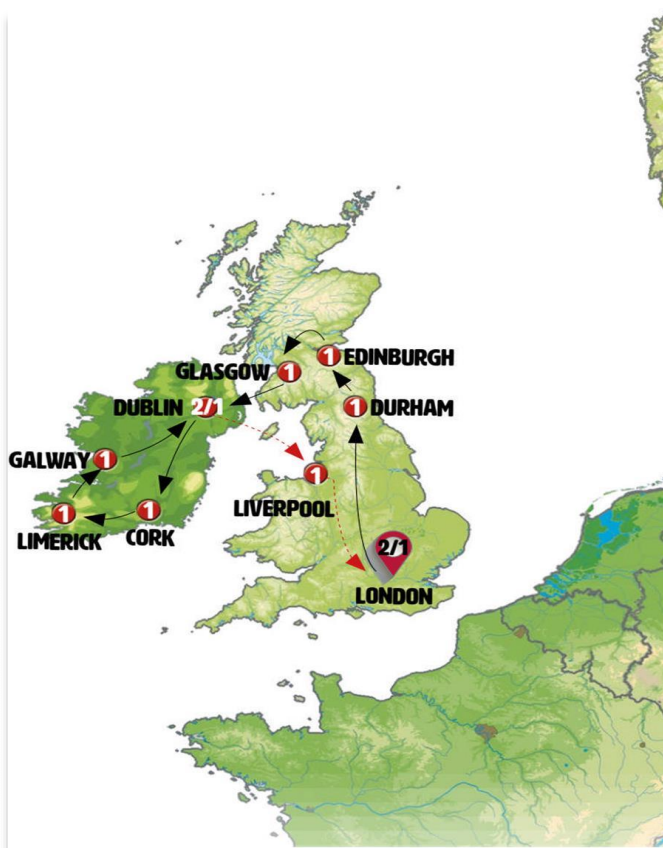 1 EDINBURGH
GLASGOW 1
DUBLIN 2/1
1 DURHAM
GALWAY 1
1
LIVERPOOL
1
LIMERICK
1
CORK
2/1
LONDON